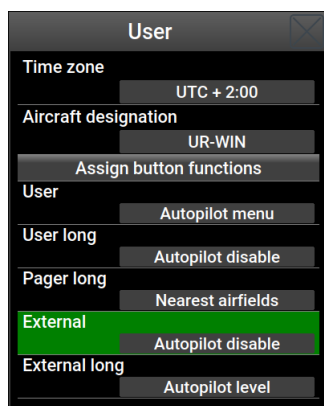 User
Time zone
UTC + 2:00
Aircraft designation
UR-WIN
Assign button functions
User
Autopilot menu
User long
Autopilot disable
Pager long
Nearest airfields
External
Autopilot disable
External long
Autopilot level